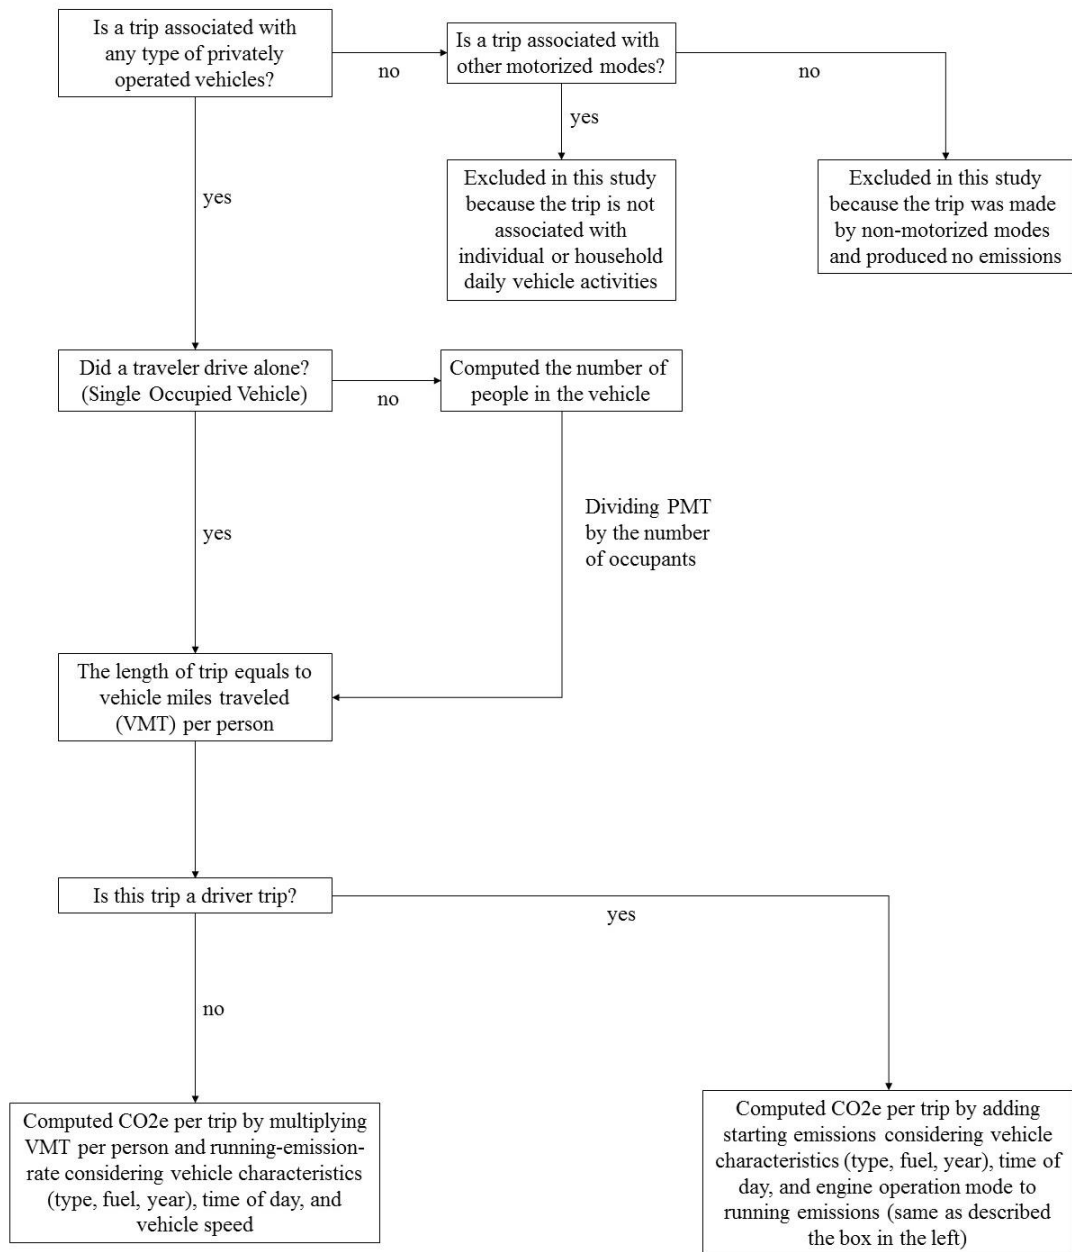 Is a trip associated with
any type of privately
operated vehicles?
no
Is a trip associated with
other motorized modes?
no
yes
yes
Excluded in this study
because the trip is not
associated with
individual or household
daily vehicle activities
Excluded in this study
because the trip was made
by non-motorized modes
and produced no emissions
Did a traveler drive alone?
(Single Occupied Vehicle)
no
Computed the number of
people in the vehicle
yes
Dividing PMT
by the number
of occupants
The length of trip equals to
vehicle miles traveled
(VMT) per person
Is this trip a driver trip?
yes
no
Computed CO2e per trip by multiplying
VMT per person and running-emission-
rate considering vehicle characteristics
(type, fuel, year), time of day, and
vehicle speed
Computed CO2e per trip by adding
starting emissions considering vehicle
characteristics (type, fuel, year), time of
day, and engine operation mode to
running emissions (same as described
the box in the left)